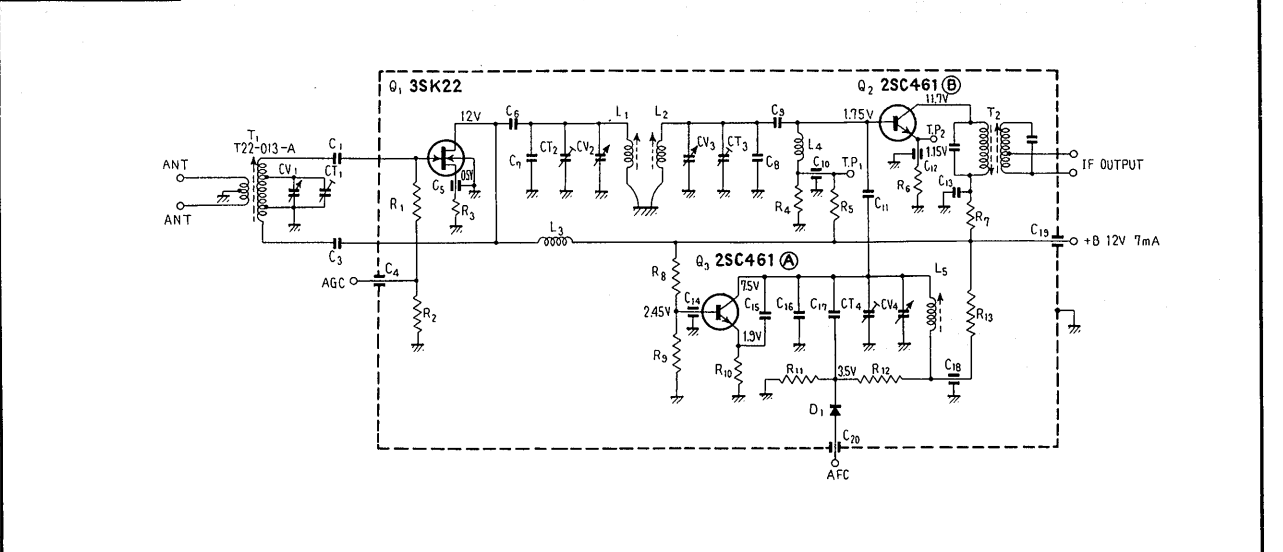 Q1 3SK22
Q2 2SC461 B
11.7V
12V
C6
L1
L2
C9
1.75V
T2
T.P2
T1
T22-013-A
C1
CV1
CT1
C7
CT2
CV2
CV3
CT3
C8
L4
C10
T.P1
1.15V
C12
C13
ANT
ANT
C5
0.5V
R1
R3
R4
R5
C11
R6
R7
IF OUTPUT
C3
L3
C19
+B 12V 7mA
AGC
C4
Q3 2SC461 A
R8
7.5V
L5
2.45V
C14
C15
C16
C17
CT4
CV4
R2
R13
1.9V
R9
R10
R11
3.5V
R12
C18
D1
C20
AFC